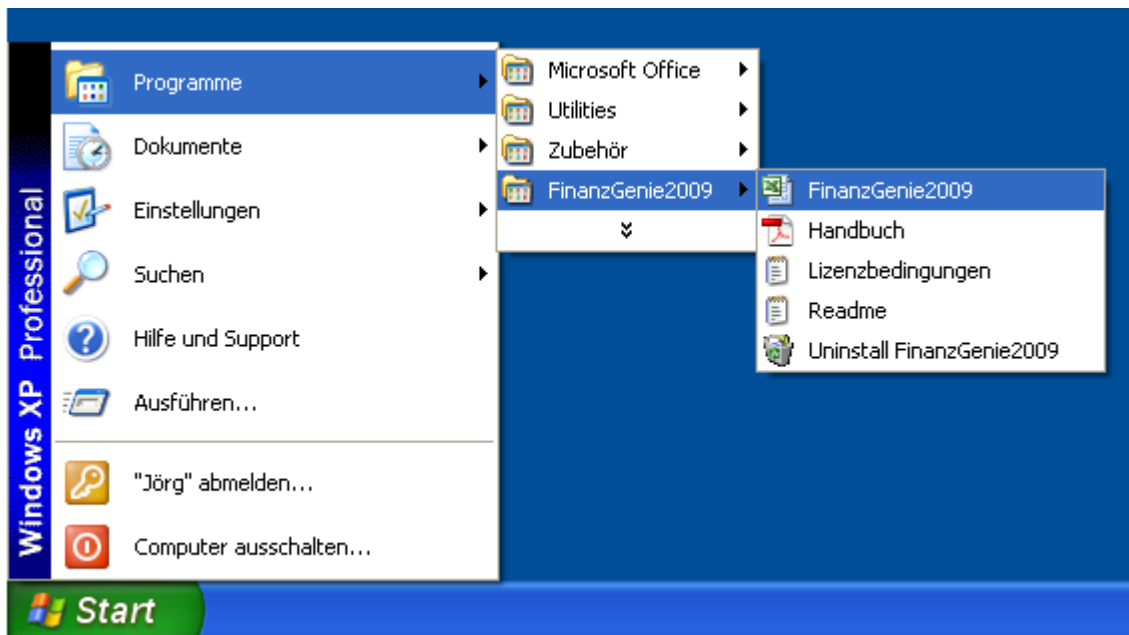 Windows XP Professional
Programme
Dokumente
Einstellungen
Suchen
Hilfe und Support
Ausführen...
"Jörg" abmelden...
Computer ausschalten...
Microsoft Office
Utilities
Zubehör
FinanzGenie2009
FinanzGenie2009
Handbuch
Lizenzbedingungen
Readme
Uninstall FinanzGenie2009
Start